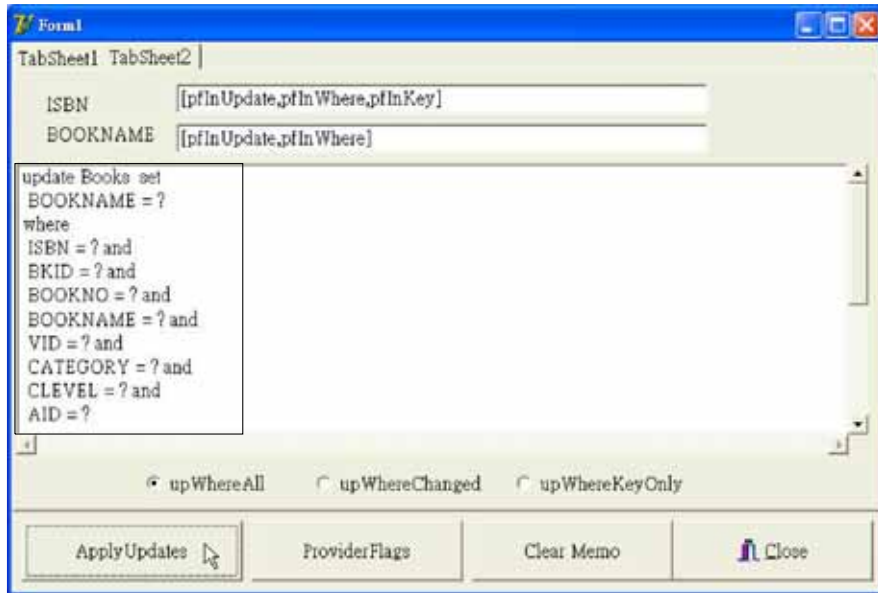 Form1
TabSheet1 TabSheet2
ISBN [pfInUpdate,pfInWhere,pfInKey]
BOOKNAME [pfInUpdate,pfInWhere]
update Books set
BOOKNAME = ?
where
ISBN = ? and
BKID = ? and
BOOKNO = ? and
BOOKNAME = ? and
VID = ? and
CATEGORY = ? and
CLEVEL = ? and
AID = ?
upWhereAll upWhereChanged upWhereKeyOnly
ApplyUpdates ProviderFlags Clear Memo Close